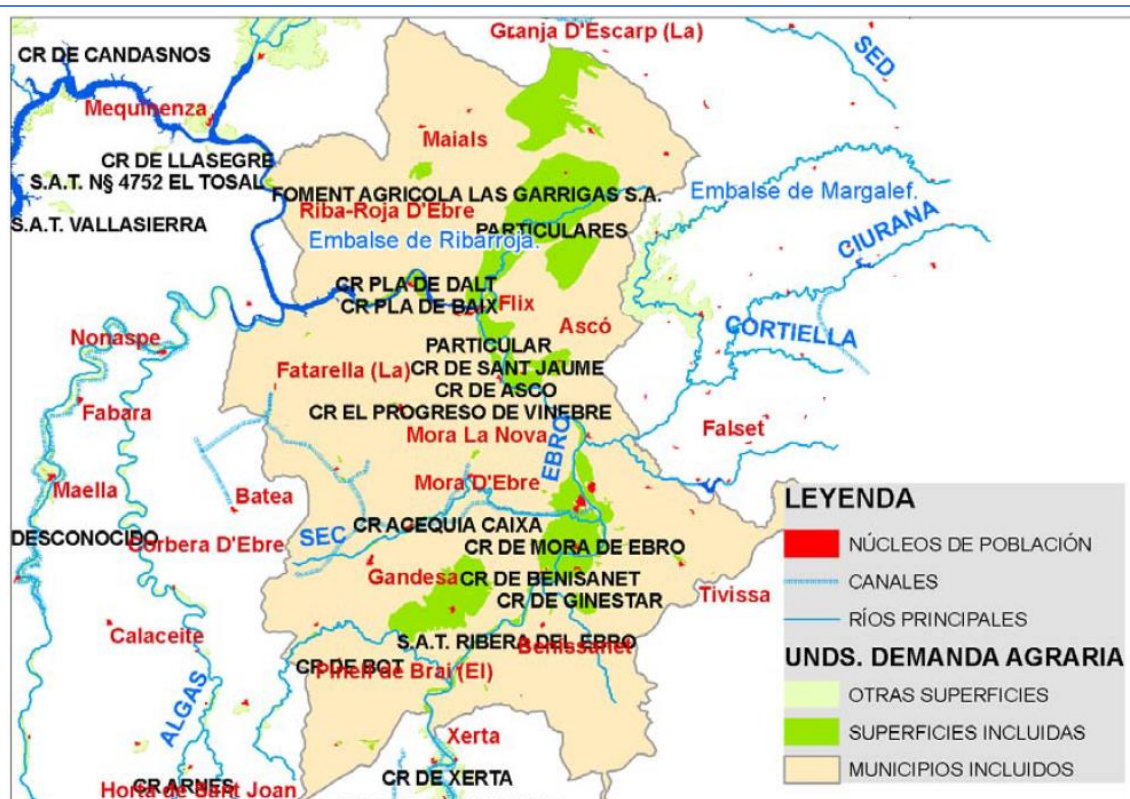 Granja D'Escarp (La)
SED
CR DE CANDASNOS
Mequinenza
Maials
CR DE LLASEGRE
S.A.T. N§ 4752 EL TOSAL
FOMENT AGRICOLA LAS GARRIGAS S.A.
Embalse de Margalef.
Riba-Roja D'Ebre
S.A.T. VALLASIERRA
PARTICULARES
CIURANA
Embalse de Ribarroja.
CR PLA DE DALT
CR PLA DE BAIX
Flix
Ascó
CORTIELLA
Nonaspe
PARTICULAR
Fatarella (La)
CR DE SANT JAUME
CR DE ASCO
Fabara
CR EL PROGRESO DE VINEBRE
Mora La Nova
EBRO
Falset
Maella
Batea
Mora D'Ebre
LEYENDA
CR ACEQUIA CAIXA
SEC
DESCONOCIDO
Corbera D'Ebre
CR DE MORA DE EBRO
NÚCLEOS DE POBLACIÓN
Gandesa
CR DE BENISANET
CANALES
CR DE GINESTAR
Tivissa
RÍOS PRINCIPALES
Calaceite
S.A.T. RIBERA DEL EBRO
Benissanet
UNDS. DEMANDA AGRARIA
CR DE BOT
Pinell de Brai (El)
OTRAS SUPERFICIES
ALGAS
Xerta
SUPERFICIES INCLUIDAS
CR DE XERTA
MUNICIPIOS INCLUIDOS
CR ARNES
Horta de Sant Joan